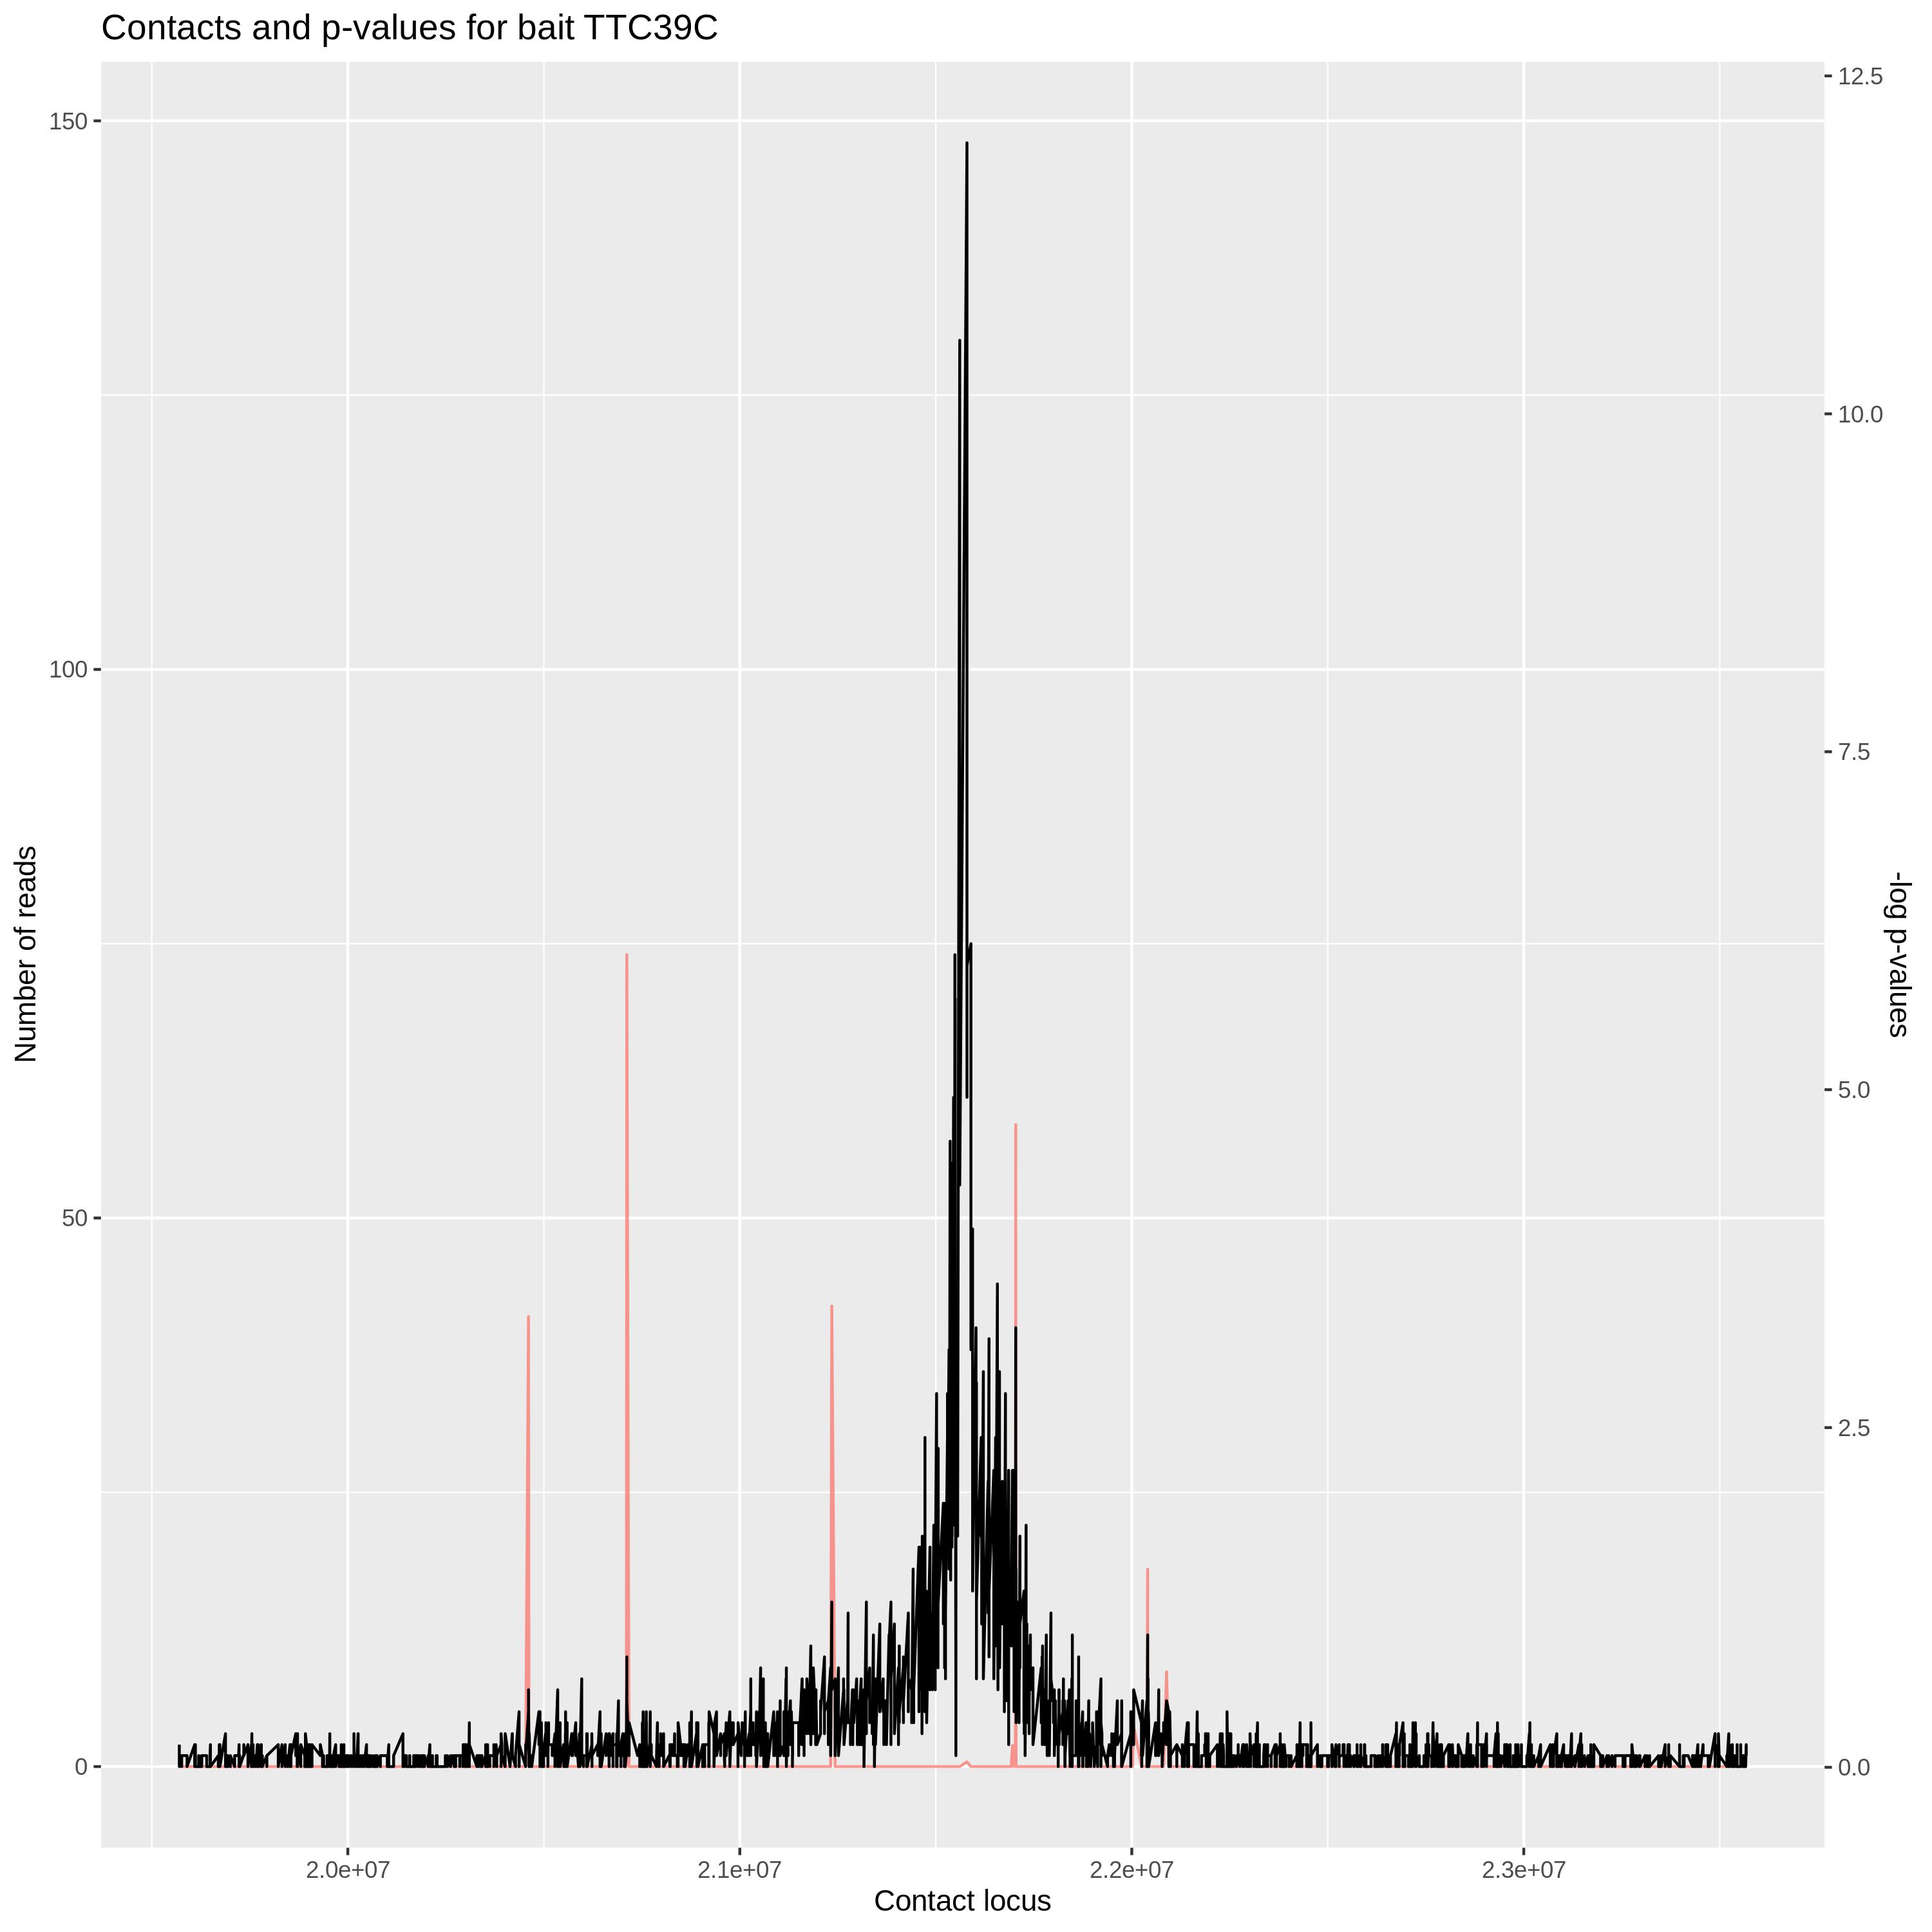 Contacts and p-values for bait TTC39C
150
100
50
0
Number of reads
12.5
10.0
7.5
5.0
2.5
0.0
-log p-values
2.0e+07
2.1e+07
2.2e+07
2.3e+07
Contact locus